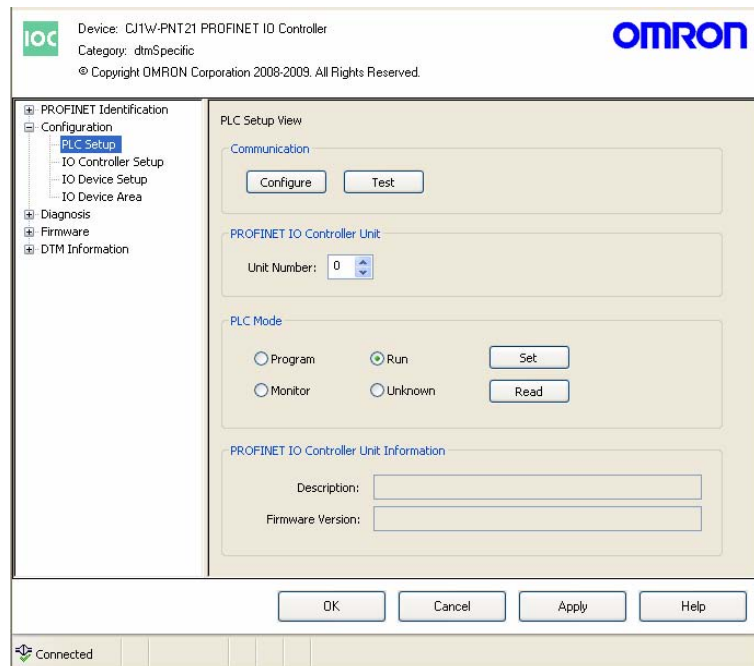 IOC
Device: CJ1W-PNT21 PROFINET IO Controller
OMRON
Category: dtmSpecific
© Copyright OMRON Corporation 2008-2009. All Rights Reserved.
PROFINET Identification
Configuration
PLC Setup
IO Controller Setup
IO Device Setup
IO Device Area
Diagnosis
Firmware
DTM Information
PLC Setup View
Communication
Configure Test
PROFINET IO Controller Unit
Unit Number: 0
PLC Mode
Program Run Set
Monitor Unknown Read
PROFINET IO Controller Unit Information
Description:
Firmware Version:
OK Cancel Apply Help
Connected